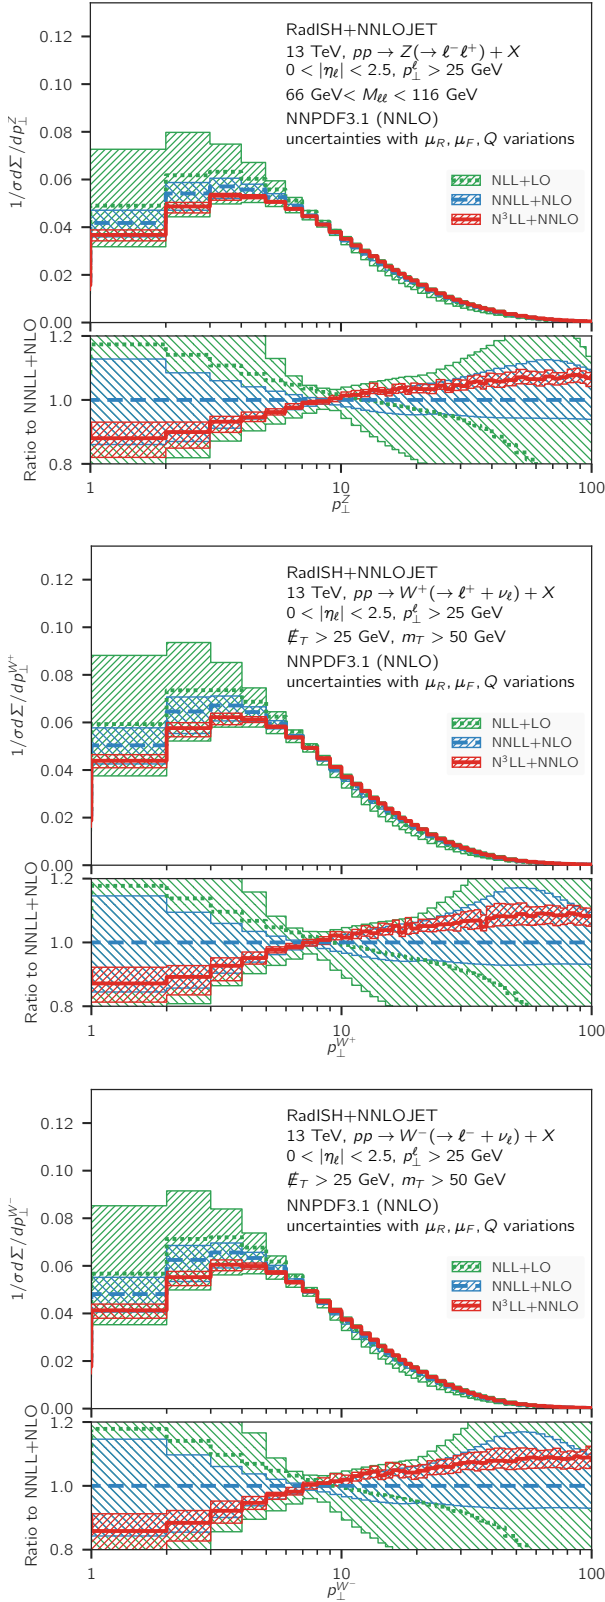 RadISH+NNLOJET
13 TeV, pp → Z(→ ℓ⁻ℓ⁺) + X
0 < |ηℓ| < 2.5, p⊥^ℓ > 25 GeV
66 GeV< Mℓℓ < 116 GeV
NNPDF3.1 (NNLO)
uncertainties with μR, μF, Q variations
NLL+LO
NNLL+NLO
N³LL+NNLO
1/σ dΣ/dp⊥^Z
0.12
0.10
0.08
0.06
0.04
0.02
0.00
Ratio to NNLL+NLO
1.2
1.0
0.8
1 10 100
p⊥^Z
RadISH+NNLOJET
13 TeV, pp → W⁺(→ ℓ⁺ + νℓ) + X
0 < |ηℓ| < 2.5, p⊥^ℓ > 25 GeV
E̸T > 25 GeV, mT > 50 GeV
NNPDF3.1 (NNLO)
uncertainties with μR, μF, Q variations
NLL+LO
NNLL+NLO
N³LL+NNLO
1/σ dΣ/dp⊥^W⁺
0.12
0.10
0.08
0.06
0.04
0.02
0.00
Ratio to NNLL+NLO
1.2
1.0
0.8
1 10 100
p⊥^W⁺
RadISH+NNLOJET
13 TeV, pp → W⁻(→ ℓ⁻ + νℓ) + X
0 < |ηℓ| < 2.5, p⊥^ℓ > 25 GeV
E̸T > 25 GeV, mT > 50 GeV
NNPDF3.1 (NNLO)
uncertainties with μR, μF, Q variations
NLL+LO
NNLL+NLO
N³LL+NNLO
1/σ dΣ/dp⊥^W⁻
0.12
0.10
0.08
0.06
0.04
0.02
0.00
Ratio to NNLL+NLO
1.2
1.0
0.8
1 10 100
p⊥^W⁻